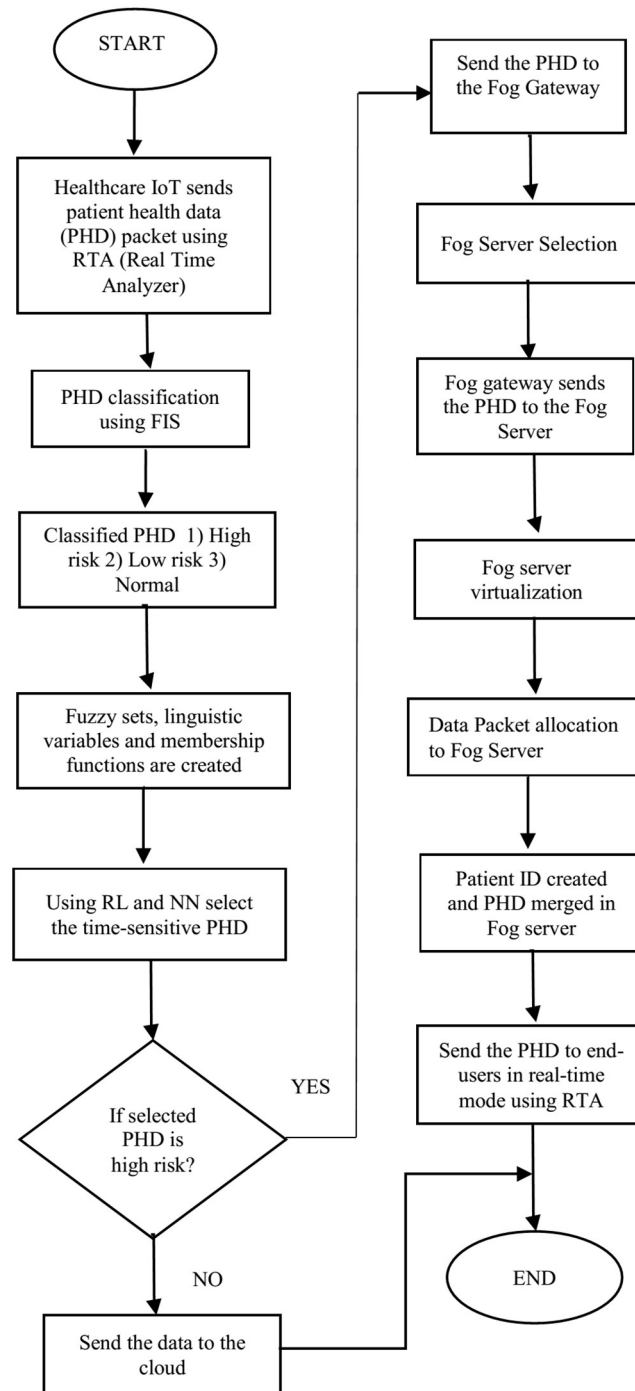 START
Healthcare IoT sends
patient health data
(PHD) packet using
RTA (Real Time
Analyzer)
PHD classification
using FIS
Classified PHD 1) High
risk 2) Low risk 3)
Normal
Fuzzy sets, linguistic
variables and membership
functions are created
Using RL and NN select
the time-sensitive PHD
If selected
PHD is
high risk?
YES
NO
Send the data to the
cloud
Send the PHD to
the Fog Gateway
Fog Server Selection
Fog gateway sends
the PHD to the Fog
Server
Fog server
virtualization
Data Packet allocation
to Fog Server
Patient ID created
and PHD merged in
Fog server
Send the PHD to end-
users in real-time
mode using RTA
END